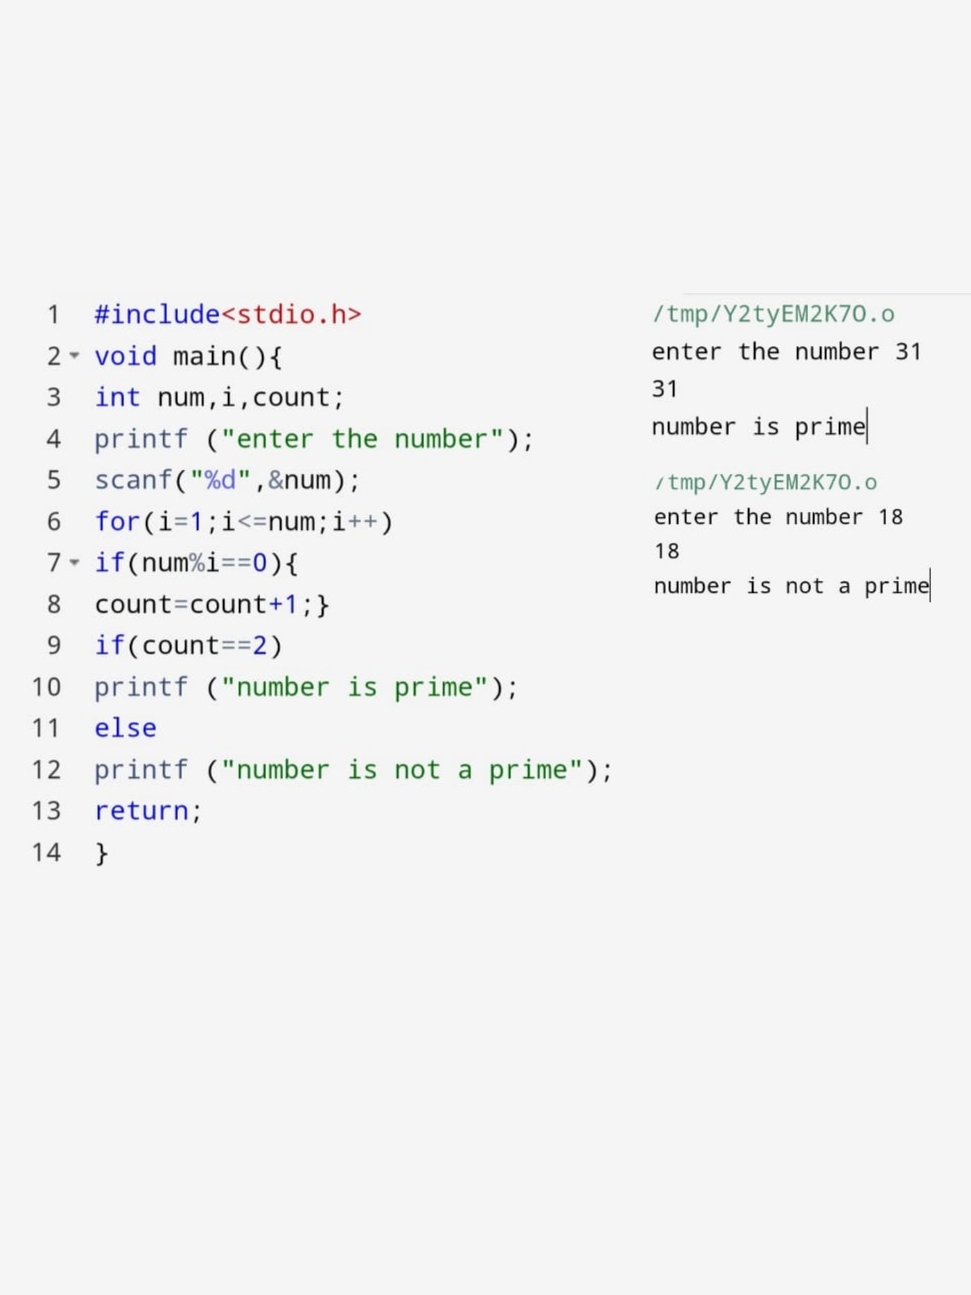 1 #include<stdio.h>
2 void main(){
3 int num,i,count;
4 printf ("enter the number");
5 scanf("%d",&num);
6 for(i=1;i<=num;i++)
7 if(num%i==0){
8 count=count+1;}
9 if(count==2)
10 printf ("number is prime");
11 else
12 printf ("number is not a prime");
13 return;
14 }
/tmp/Y2tyEM2K7O.o
enter the number 31
31
number is prime
/tmp/Y2tyEM2K7O.o
enter the number 18
18
number is not a prime